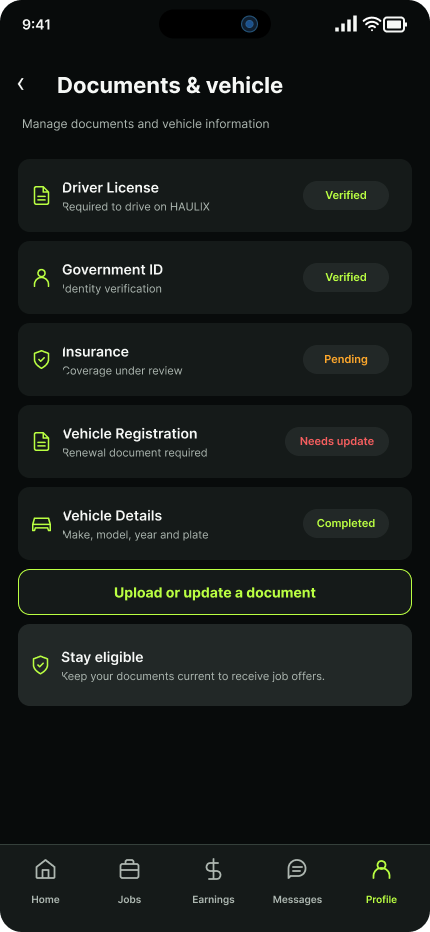 9:41
Documents & vehicle
Manage documents and vehicle information
Driver License
Required to drive on HAULIX
Verified
Government ID
Identity verification
Verified
Insurance
Coverage under review
Pending
Vehicle Registration
Renewal document required
Needs update
Vehicle Details
Make, model, year and plate
Completed
Upload or update a document
Stay eligible
Keep your documents current to receive job offers.
Home
Jobs
Earnings
Messages
Profile